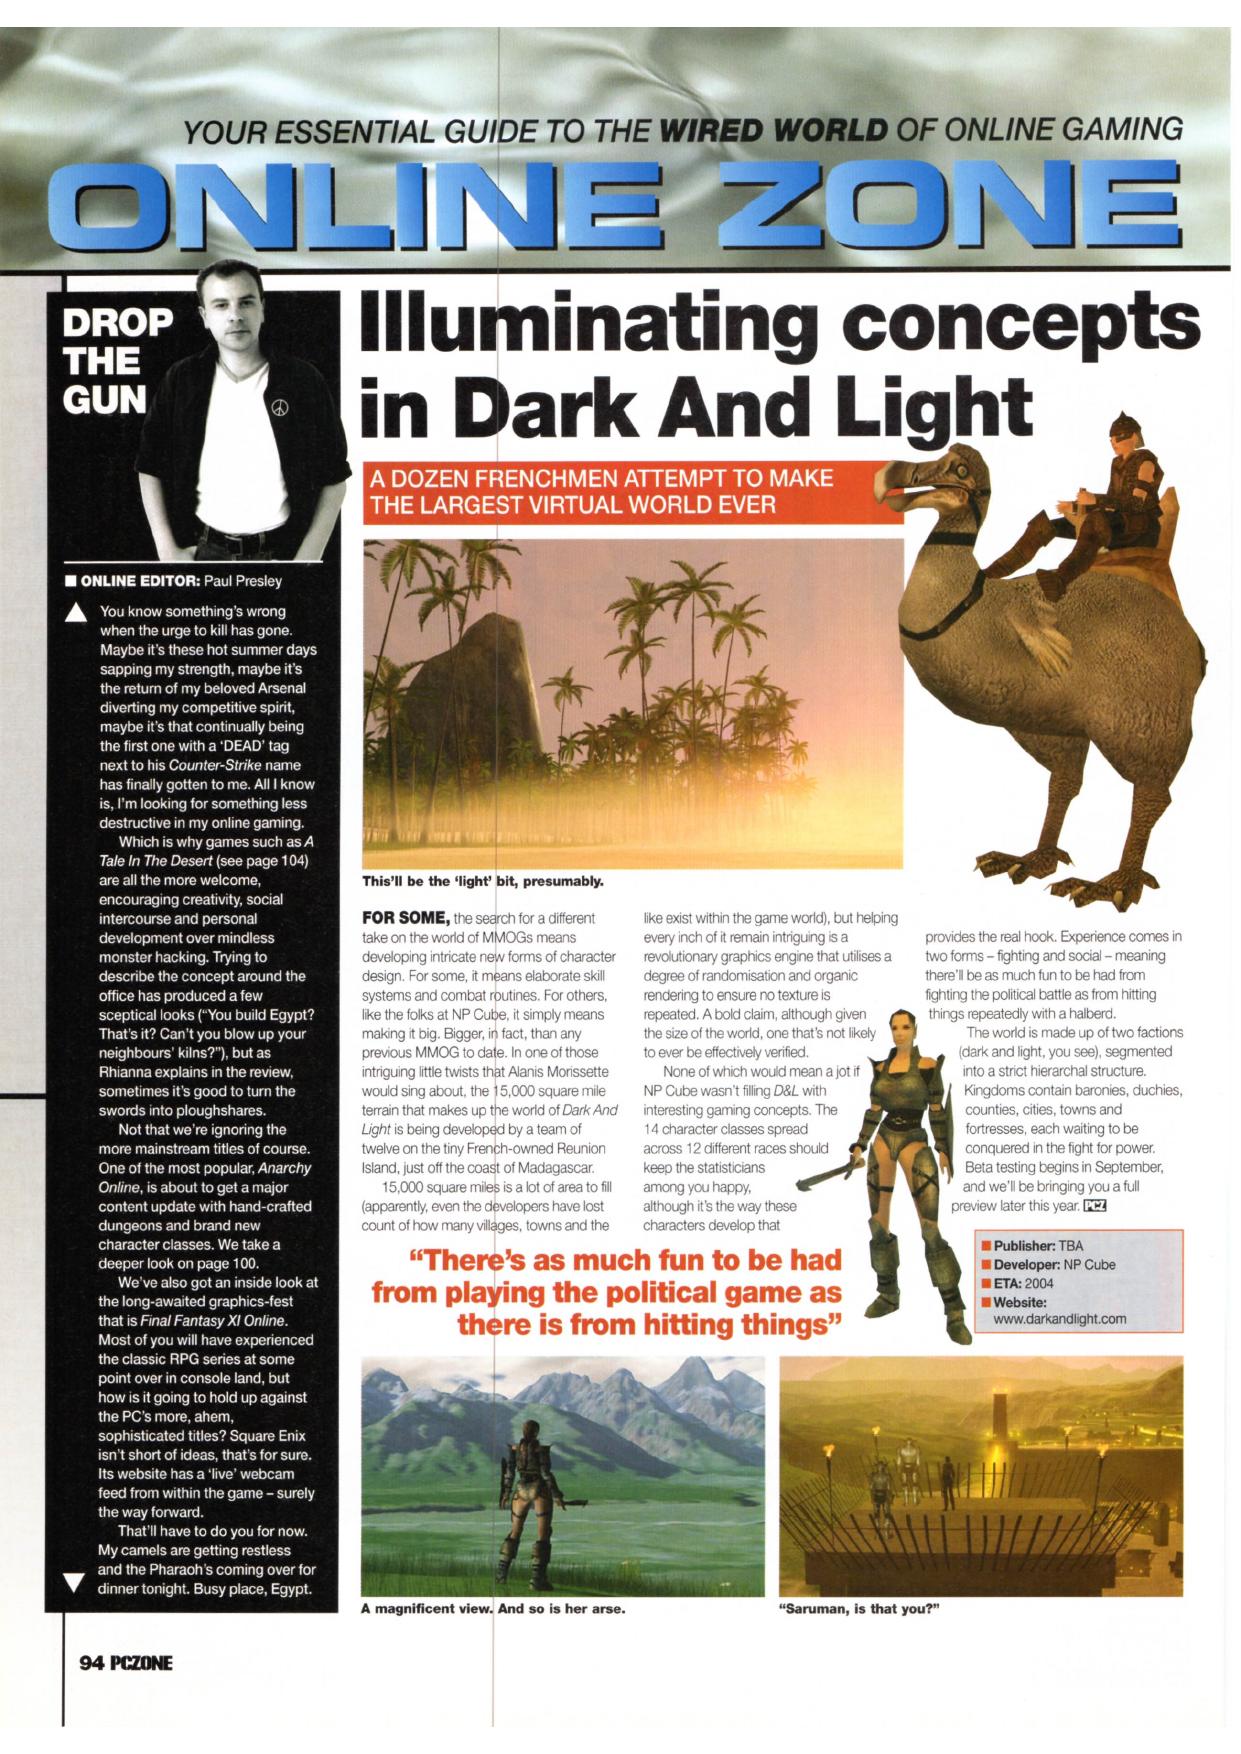 YOUR ESSENTIAL GUIDE TO THE WIRED WORLD OF ONLINE GAMING
ONLINE ZONE
DROP
THE
GUN
■ ONLINE EDITOR: Paul Presley
You know something's wrong
when the urge to kill has gone.
Maybe it's these hot summer days
sapping my strength, maybe it's
the return of my beloved Arsenal
diverting my competitive spirit,
maybe it's that continually being
the first one with a 'DEAD' tag
next to his Counter-Strike name
has finally gotten to me. All I know
is, I'm looking for something less
destructive in my online gaming.
Which is why games such as A
Tale In The Desert (see page 104)
are all the more welcome,
encouraging creativity, social
intercourse and personal
development over mindless
monster hacking. Trying to
describe the concept around the
office has produced a few
sceptical looks ("You build Egypt?
That's it? Can't you blow up your
neighbours' kilns?"), but as
Rhianna explains in the review,
sometimes it's good to turn the
swords into ploughshares.
Not that we're ignoring the
more mainstream titles of course.
One of the most popular, Anarchy
Online, is about to get a major
content update with hand-crafted
dungeons and brand new
character classes. We take a
deeper look on page 100.
We've also got an inside look at
the long-awaited graphics-fest
that is Final Fantasy XI Online.
Most of you will have experienced
the classic RPG series at some
point over in console land, but
how is it going to hold up against
the PC's more, ahem,
sophisticated titles? Square Enix
isn't short of ideas, that's for sure.
Its website has a 'live' webcam
feed from within the game – surely
the way forward.
That'll have to do you for now.
My camels are getting restless
and the Pharaoh's coming over for
dinner tonight. Busy place, Egypt.
Illuminating concepts
in Dark And Light
A DOZEN FRENCHMEN ATTEMPT TO MAKE
THE LARGEST VIRTUAL WORLD EVER
This'll be the 'light' bit, presumably.
FOR SOME, the search for a different
take on the world of MMOGs means
developing intricate new forms of character
design. For some, it means elaborate skill
systems and combat routines. For others,
like the folks at NP Cube, it simply means
making it big. Bigger, in fact, than any
previous MMOG to date. In one of those
intriguing little twists that Alanis Morissette
would sing about, the 15,000 square mile
terrain that makes up the world of Dark And
Light is being developed by a team of
twelve on the tiny French-owned Reunion
Island, just off the coast of Madagascar.
15,000 square miles is a lot of area to fill
(apparently, even the developers have lost
count of how many villages, towns and the
like exist within the game world), but helping
every inch of it remain intriguing is a
revolutionary graphics engine that utilises a
degree of randomisation and organic
rendering to ensure no texture is
repeated. A bold claim, although given
the size of the world, one that's not likely
to ever be effectively verified.
None of which would mean a jot if
NP Cube wasn't filling D&L with
interesting gaming concepts. The
14 character classes spread
across 12 different races should
keep the statisticians
among you happy,
although it's the way these
characters develop that
provides the real hook. Experience comes in
two forms – fighting and social – meaning
there'll be as much fun to be had from
fighting the political battle as from hitting
things repeatedly with a halberd.
The world is made up of two factions
(dark and light, you see), segmented
into a strict hierarchal structure.
Kingdoms contain baronies, duchies,
counties, cities, towns and
fortresses, each waiting to be
conquered in the fight for power.
Beta testing begins in September,
and we'll be bringing you a full
preview later this year. PCZ
"There's as much fun to be had
from playing the political game as
there is from hitting things"
■ Publisher: TBA
■ Developer: NP Cube
■ ETA: 2004
■ Website:
www.darkandlight.com
A magnificent view. And so is her arse.
"Saruman, is that you?"
94 PCZONE